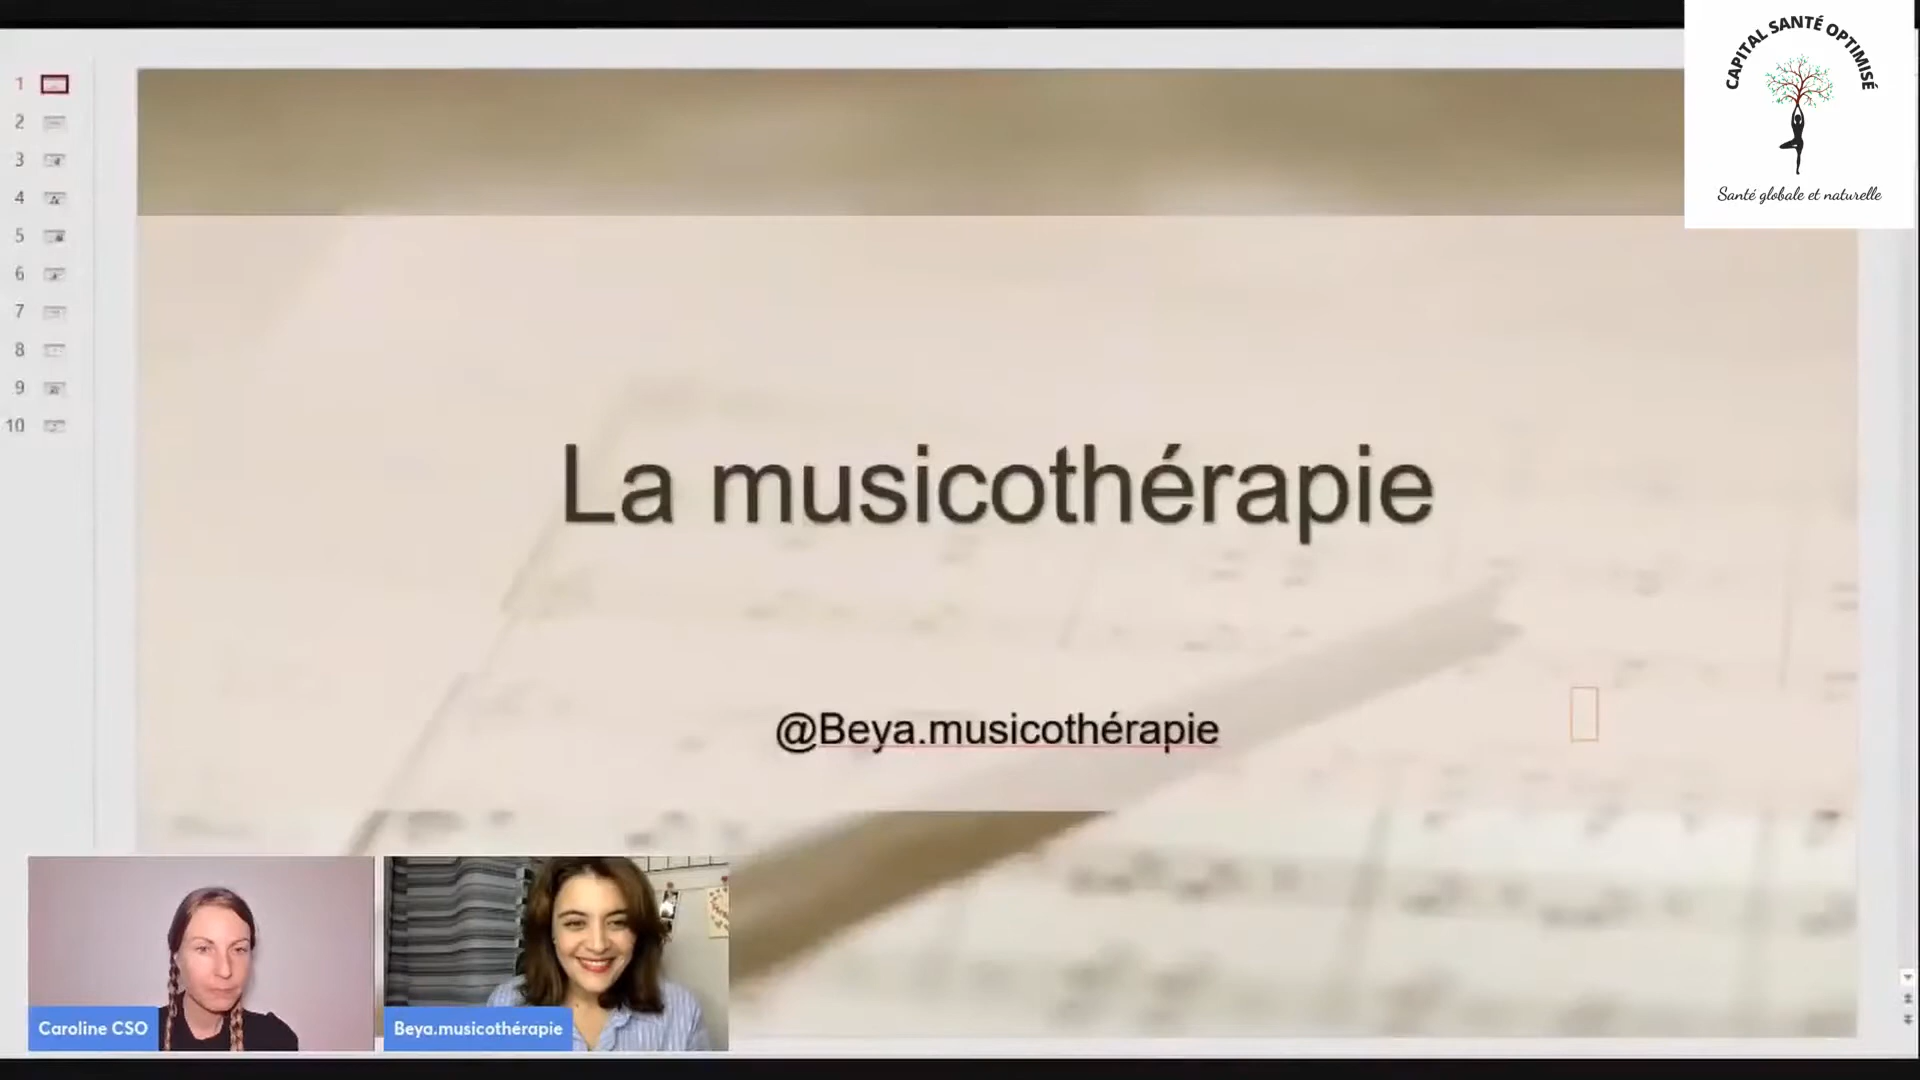 CAPITAL SANTÉ OPTIMISÉ
Santé globale et naturelle
1
2
3
4
5
6
7
8
9
10
La musicothérapie
@Beya.musicothérapie
Caroline CSO
Beya.musicothérapie